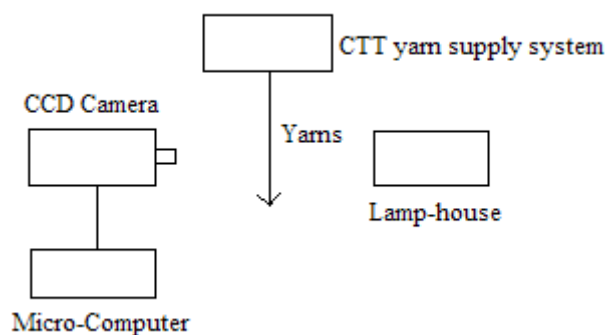 CTT yarn supply system
CCD Camera
Yarns
Lamp-house
Micro-Computer